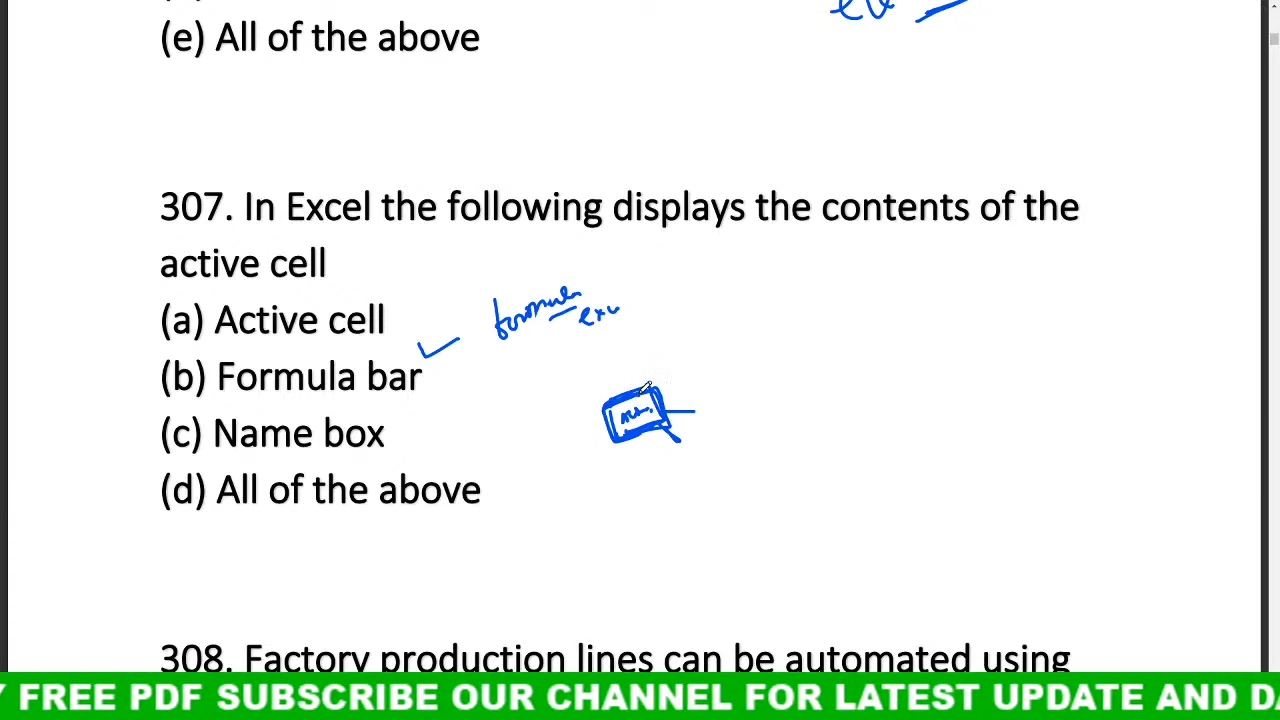 (e) All of the above
307. In Excel the following displays the contents of the
active cell
(a) Active cell
formula
(b) Formula bar
(c) Name box
(d) All of the above
308. Factory production lines can be automated using
FREE PDF SUBSCRIBE OUR CHANNEL FOR LATEST UPDATE AND